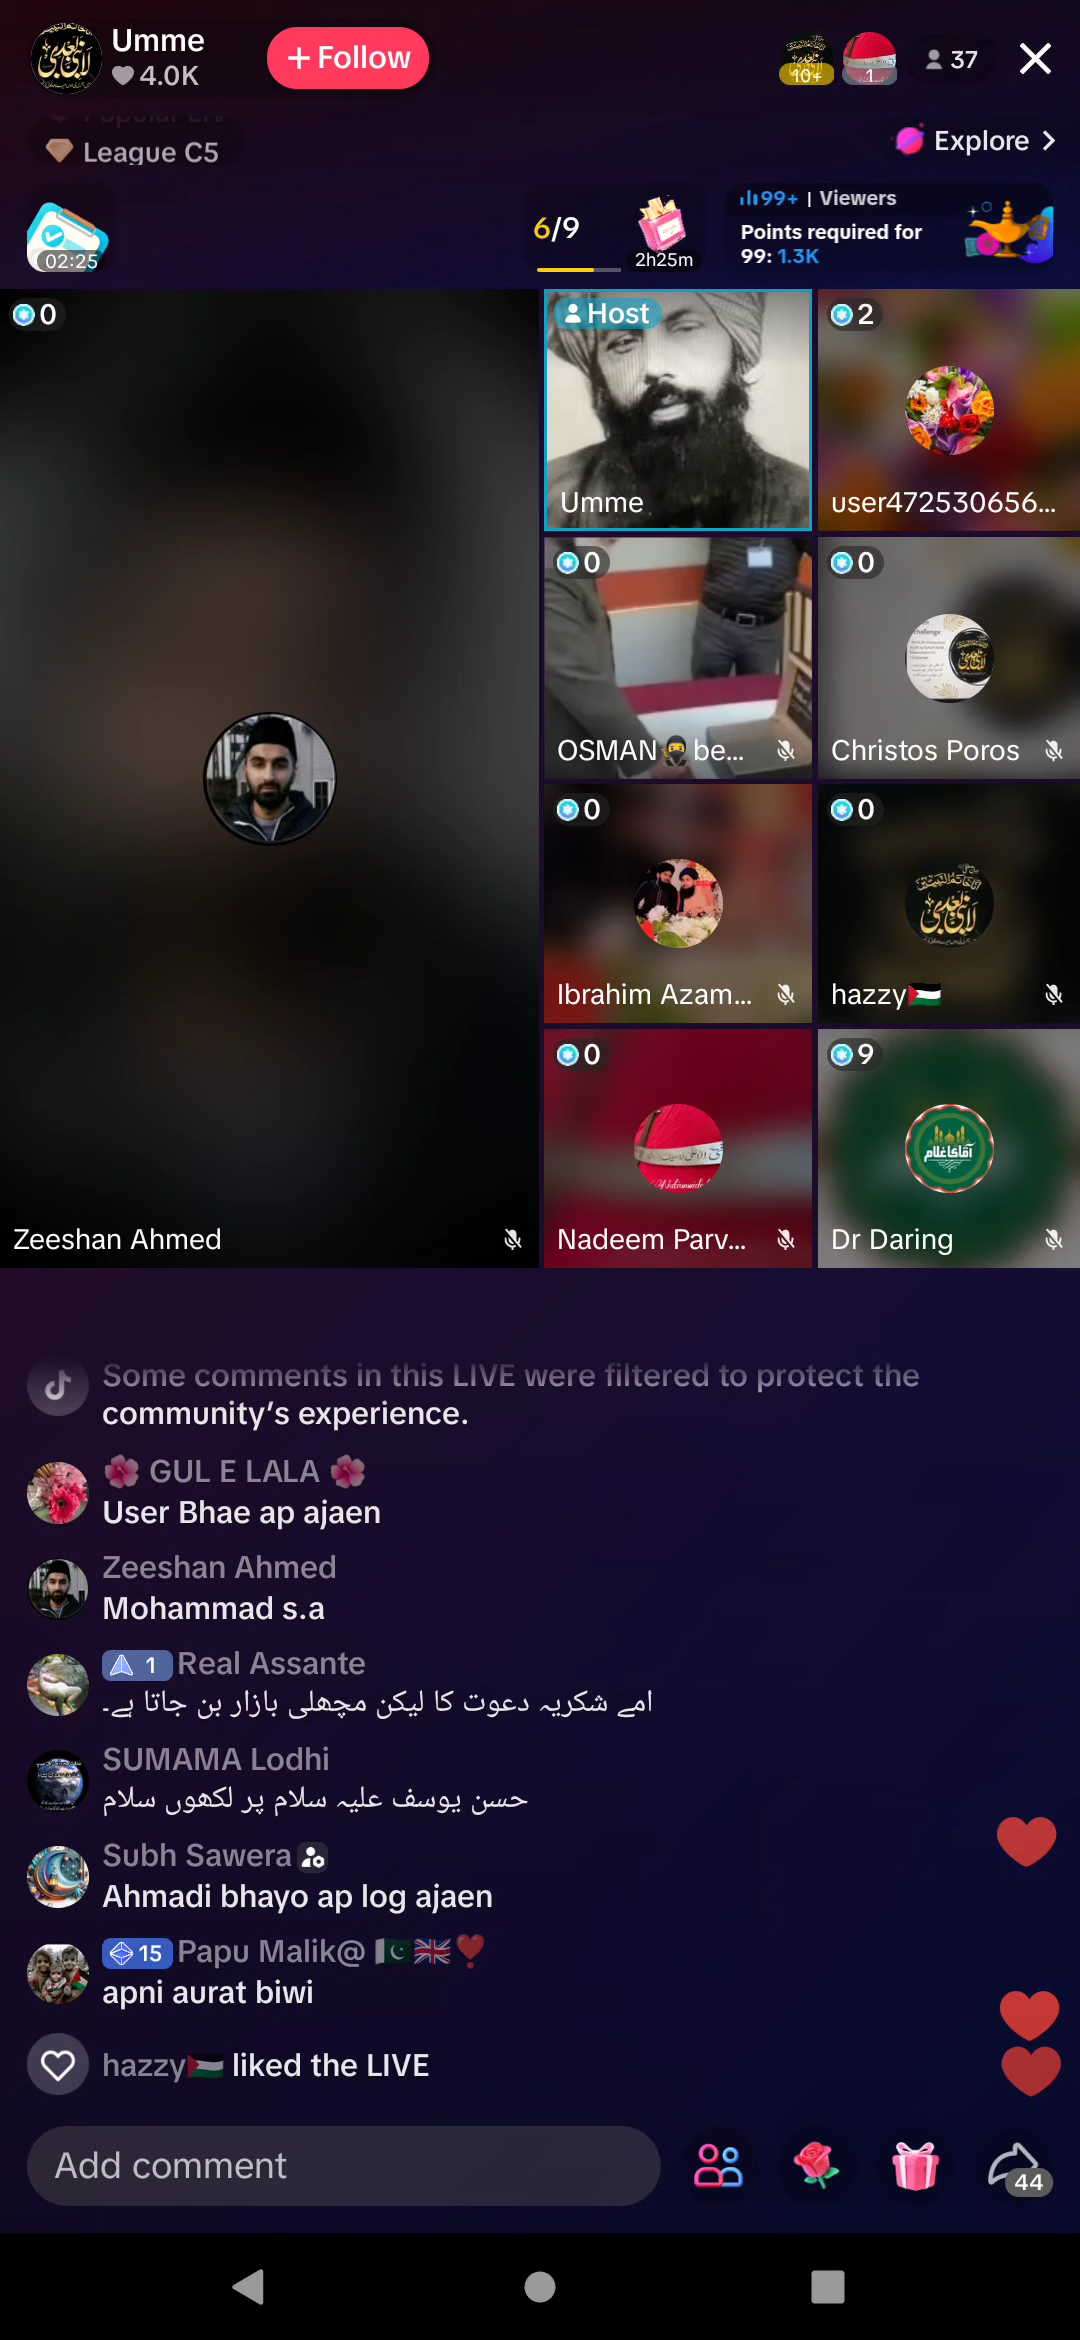 Umme
4.0K
+ Follow
10+
1
37
League C5
Explore
02:25
6/9
2h25m
99+ | Viewers
Points required for
99: 1.3K
0
Host
Umme
2
user472530656...
0
OSMAN🥷be...
0
challenge
Christos Poros
0
Ibrahim Azam...
0
hazzy🇵🇸
0
Nadeem Parv...
9
آقا کا غلام
Dr Daring
Zeeshan Ahmed
Some comments in this LIVE were filtered to protect the
community's experience.
🌺 GUL E LALA 🌺
User Bhae ap ajaen
Zeeshan Ahmed
Mohammad s.a
1 Real Assante
امے شکریہ دعوت کا لیکن مچھلی بازار بن جاتا ہے۔
SUMAMA Lodhi
حسن یوسف علیہ سلام پر لکھوں سلام
Subh Sawera
Ahmadi bhayo ap log ajaen
15 Papu Malik@ 🇵🇰🇬🇧❣️
apni aurat biwi
hazzy🇵🇸 liked the LIVE
Add comment
44